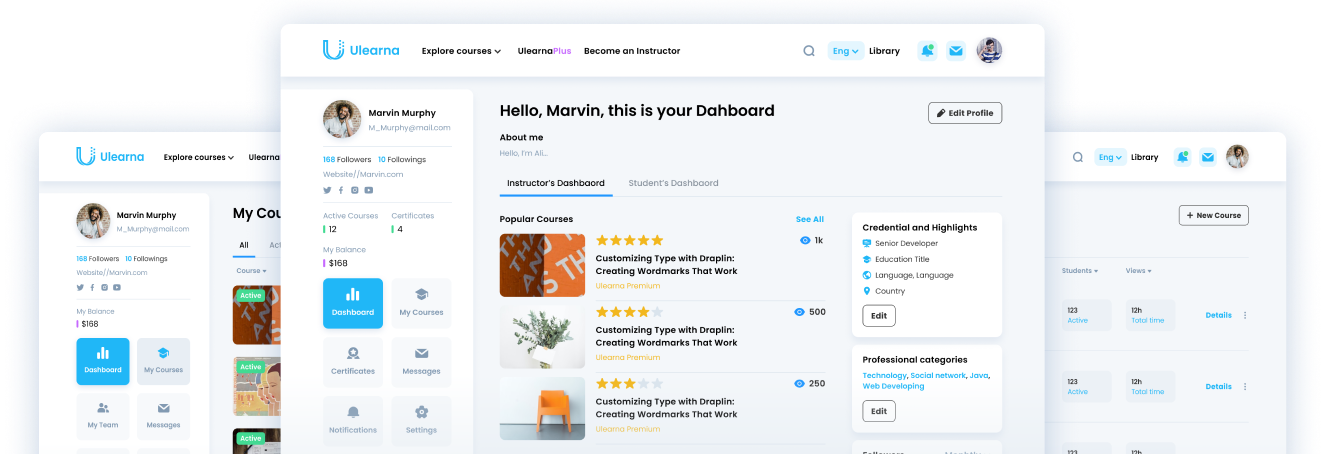 Ulearna
Explore courses
UlearnaPlus
Become an Instructor
Eng
Library
Marvin Murphy
M_Murphy@mail.com
168 Followers 10 Followings
Website//Marvin.com
Active Courses
Certificates
12
4
My Balance
$168
Dashboard
My Courses
Certificates
Messages
Notifications
Settings
Hello, Marvin, this is your Dahboard
Edit Profile
About me
Hello, I'm Ali...
Instructor's Dashbaord
Student's Dashbaord
Popular Courses
See All
1k
Customizing Type with Draplin:
Creating Wordmarks That Work
Ulearna Premium
500
Customizing Type with Draplin:
Creating Wordmarks That Work
Ulearna Premium
250
Customizing Type with Draplin:
Creating Wordmarks That Work
Ulearna Premium
Credential and Highlights
Senior Developer
Education Title
Language, Language
Country
Edit
Professional categories
Technology, Social network, Java,
Web Developing
Edit
Ulearna
Explore courses
Ulearna
Marvin Murphy
M_Murphy@mail.com
168 Followers 10 Followings
Website//Marvin.com
My Balance
$168
Dashboard
My Courses
My Team
Messages
My Cou
All
Act
Course
Active
Active
Active
Eng
Library
+ New Course
Students
Views
123
Active
12h
Total time
Details
123
Active
12h
Total time
Details
123
12h